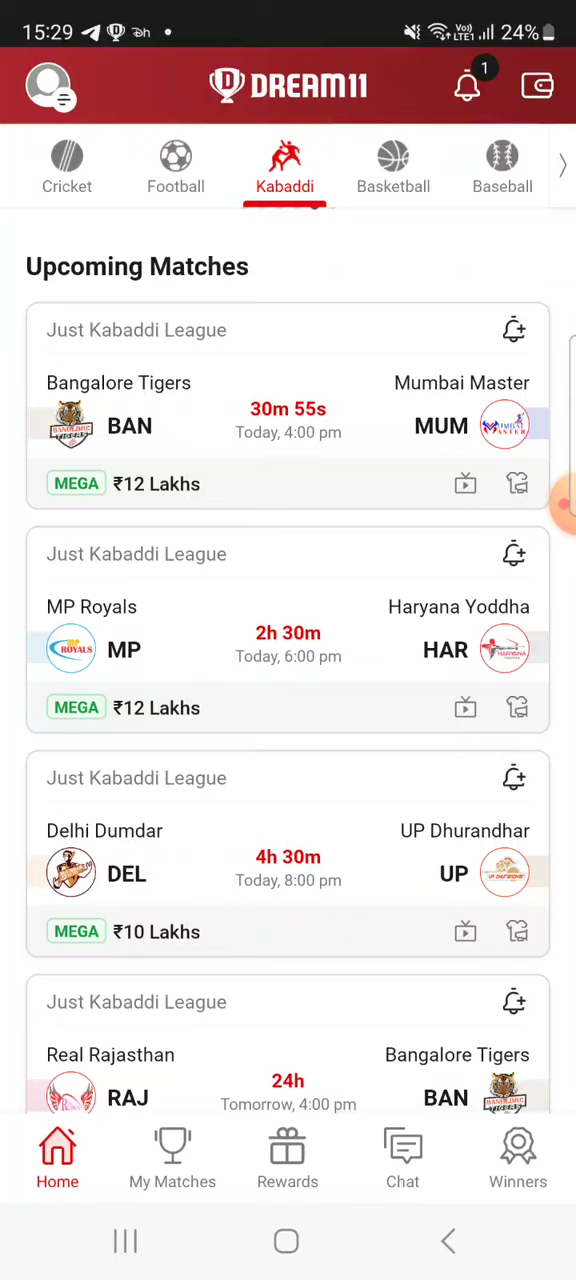 15:29 24%
Vo))
LTE1
DREAM11
1
Cricket Football Kabaddi Basketball Baseball
Upcoming Matches
Just Kabaddi League
Bangalore Tigers Mumbai Master
BAN 30m 55s MUM
Today, 4:00 pm
MEGA ₹12 Lakhs
Just Kabaddi League
MP Royals Haryana Yoddha
MP 2h 30m HAR
Today, 6:00 pm
MEGA ₹12 Lakhs
Just Kabaddi League
Delhi Dumdar UP Dhurandhar
DEL 4h 30m UP
Today, 8:00 pm
MEGA ₹10 Lakhs
Just Kabaddi League
Real Rajasthan Bangalore Tigers
RAJ 24h BAN
Tomorrow, 4:00 pm
Home My Matches Rewards Chat Winners